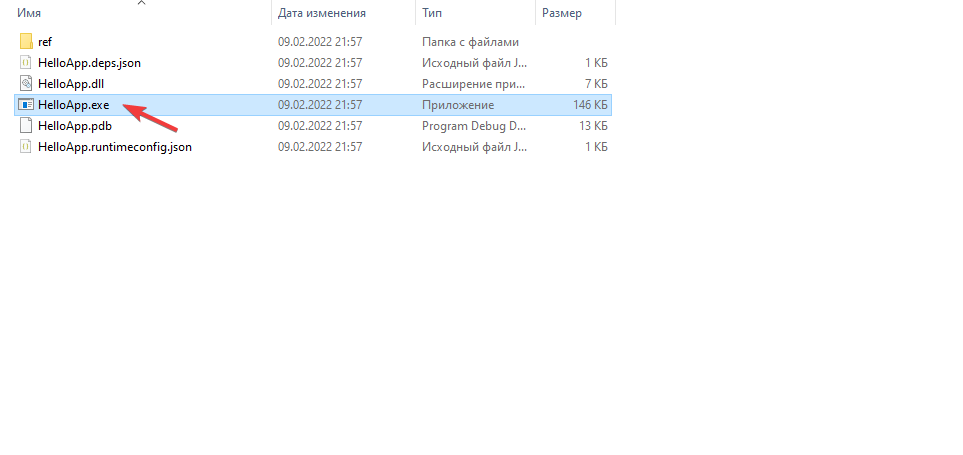 Имя Дата изменения Тип Размер
ref 09.02.2022 21:57 Папка с файлами
HelloApp.deps.json 09.02.2022 21:57 Исходный файл J... 1 КБ
HelloApp.dll 09.02.2022 21:57 Расширение при... 7 КБ
HelloApp.exe 09.02.2022 21:57 Приложение 146 КБ
HelloApp.pdb 09.02.2022 21:57 Program Debug D... 13 КБ
HelloApp.runtimeconfig.json 09.02.2022 21:57 Исходный файл J... 1 КБ